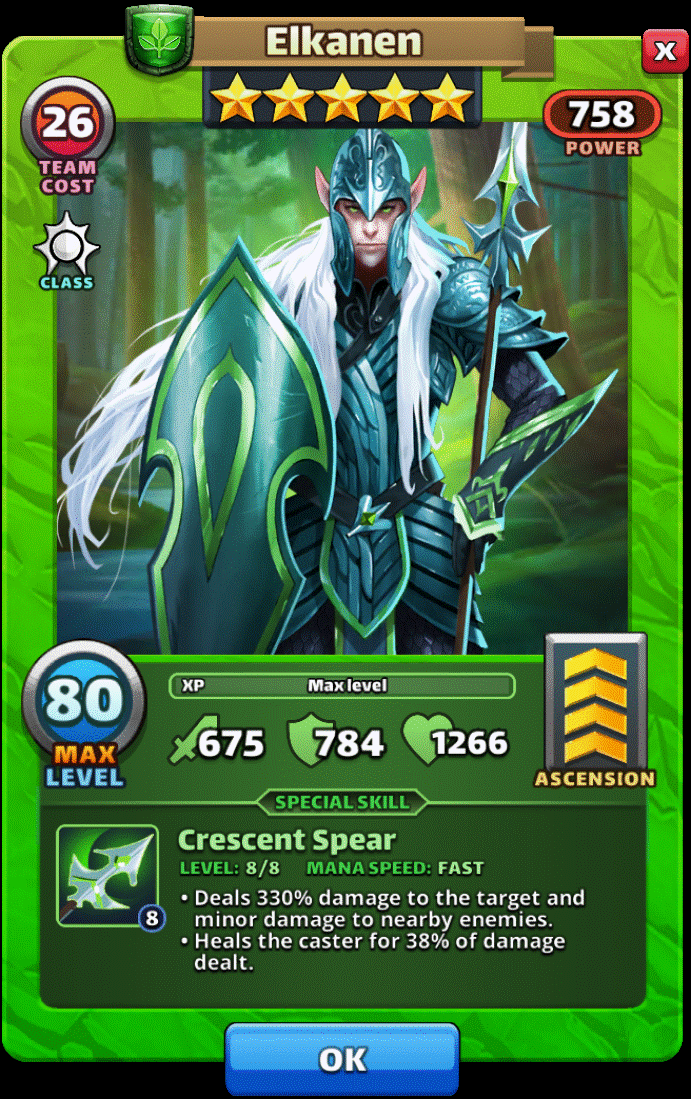 Elkanen
X
26
TEAM
COST
758
POWER
CLASS
80
MAX
LEVEL
XP Max level
675 784 1266
ASCENSION
SPECIAL SKILL
Crescent Spear
LEVEL: 8/8 MANA SPEED: FAST
8
• Deals 330% damage to the target and
minor damage to nearby enemies.
• Heals the caster for 38% of damage
dealt.
OK